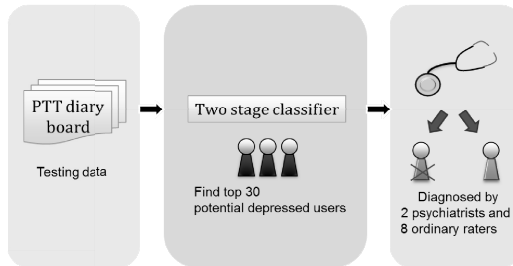 PTT diary
board
Testing data
Two stage classifier
Find top 30
potential depressed users
Diagnosed by
2 psychiatrists and
8 ordinary raters